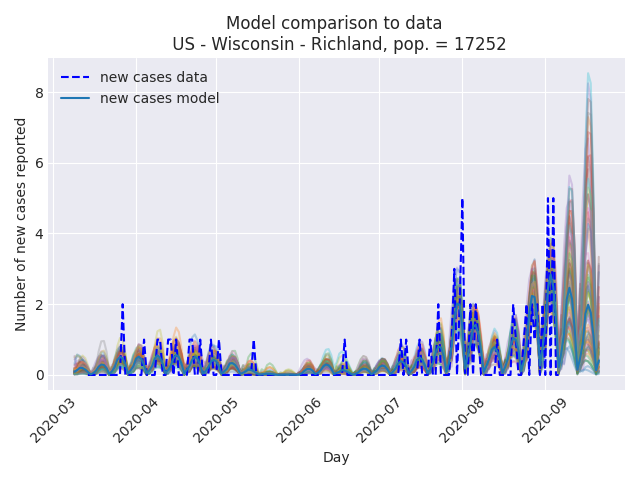 Model comparison to data
US - Wisconsin - Richland, pop. = 17252
new cases data
new cases model
Number of new cases reported
8
6
4
2
0
2020-03
2020-04
2020-05
2020-06
2020-07
2020-08
2020-09
Day